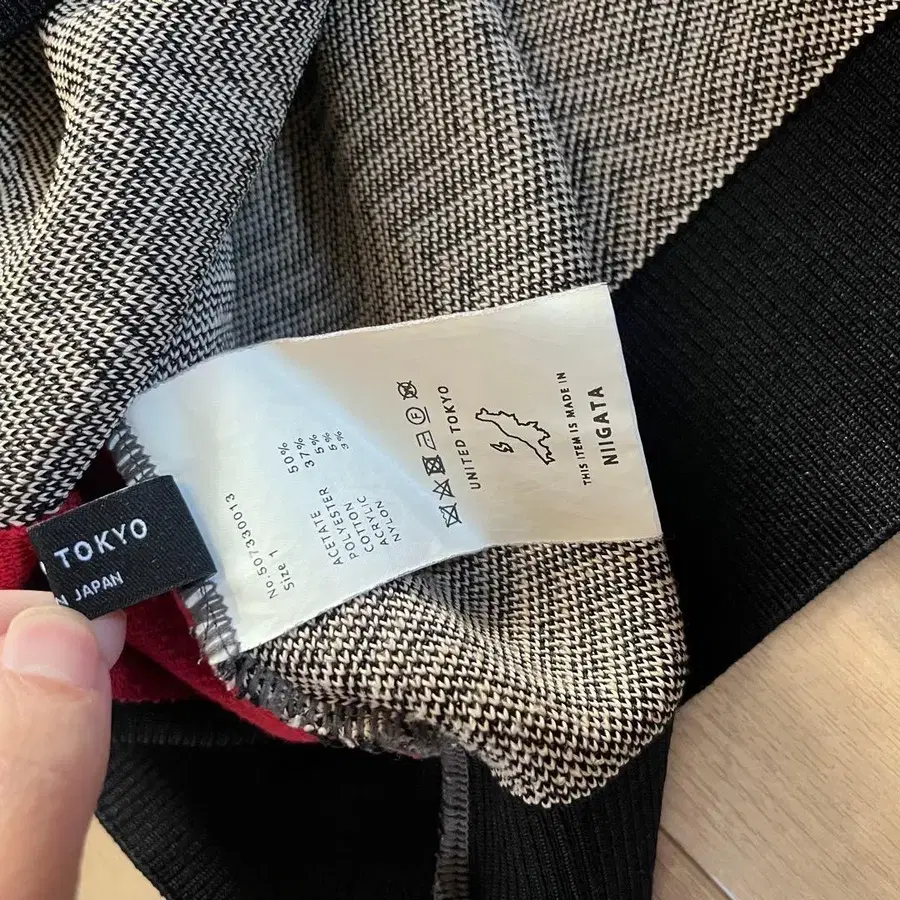 TOKYO
N JAPAN
No.507330013
Size 1
ACETATE 50%
POLYESTER 37%
COTTON 5%
ACRYLIC 5%
NYLON 3%
F
UNITED TOKYO
THIS ITEM IS MADE IN
NIIGATA